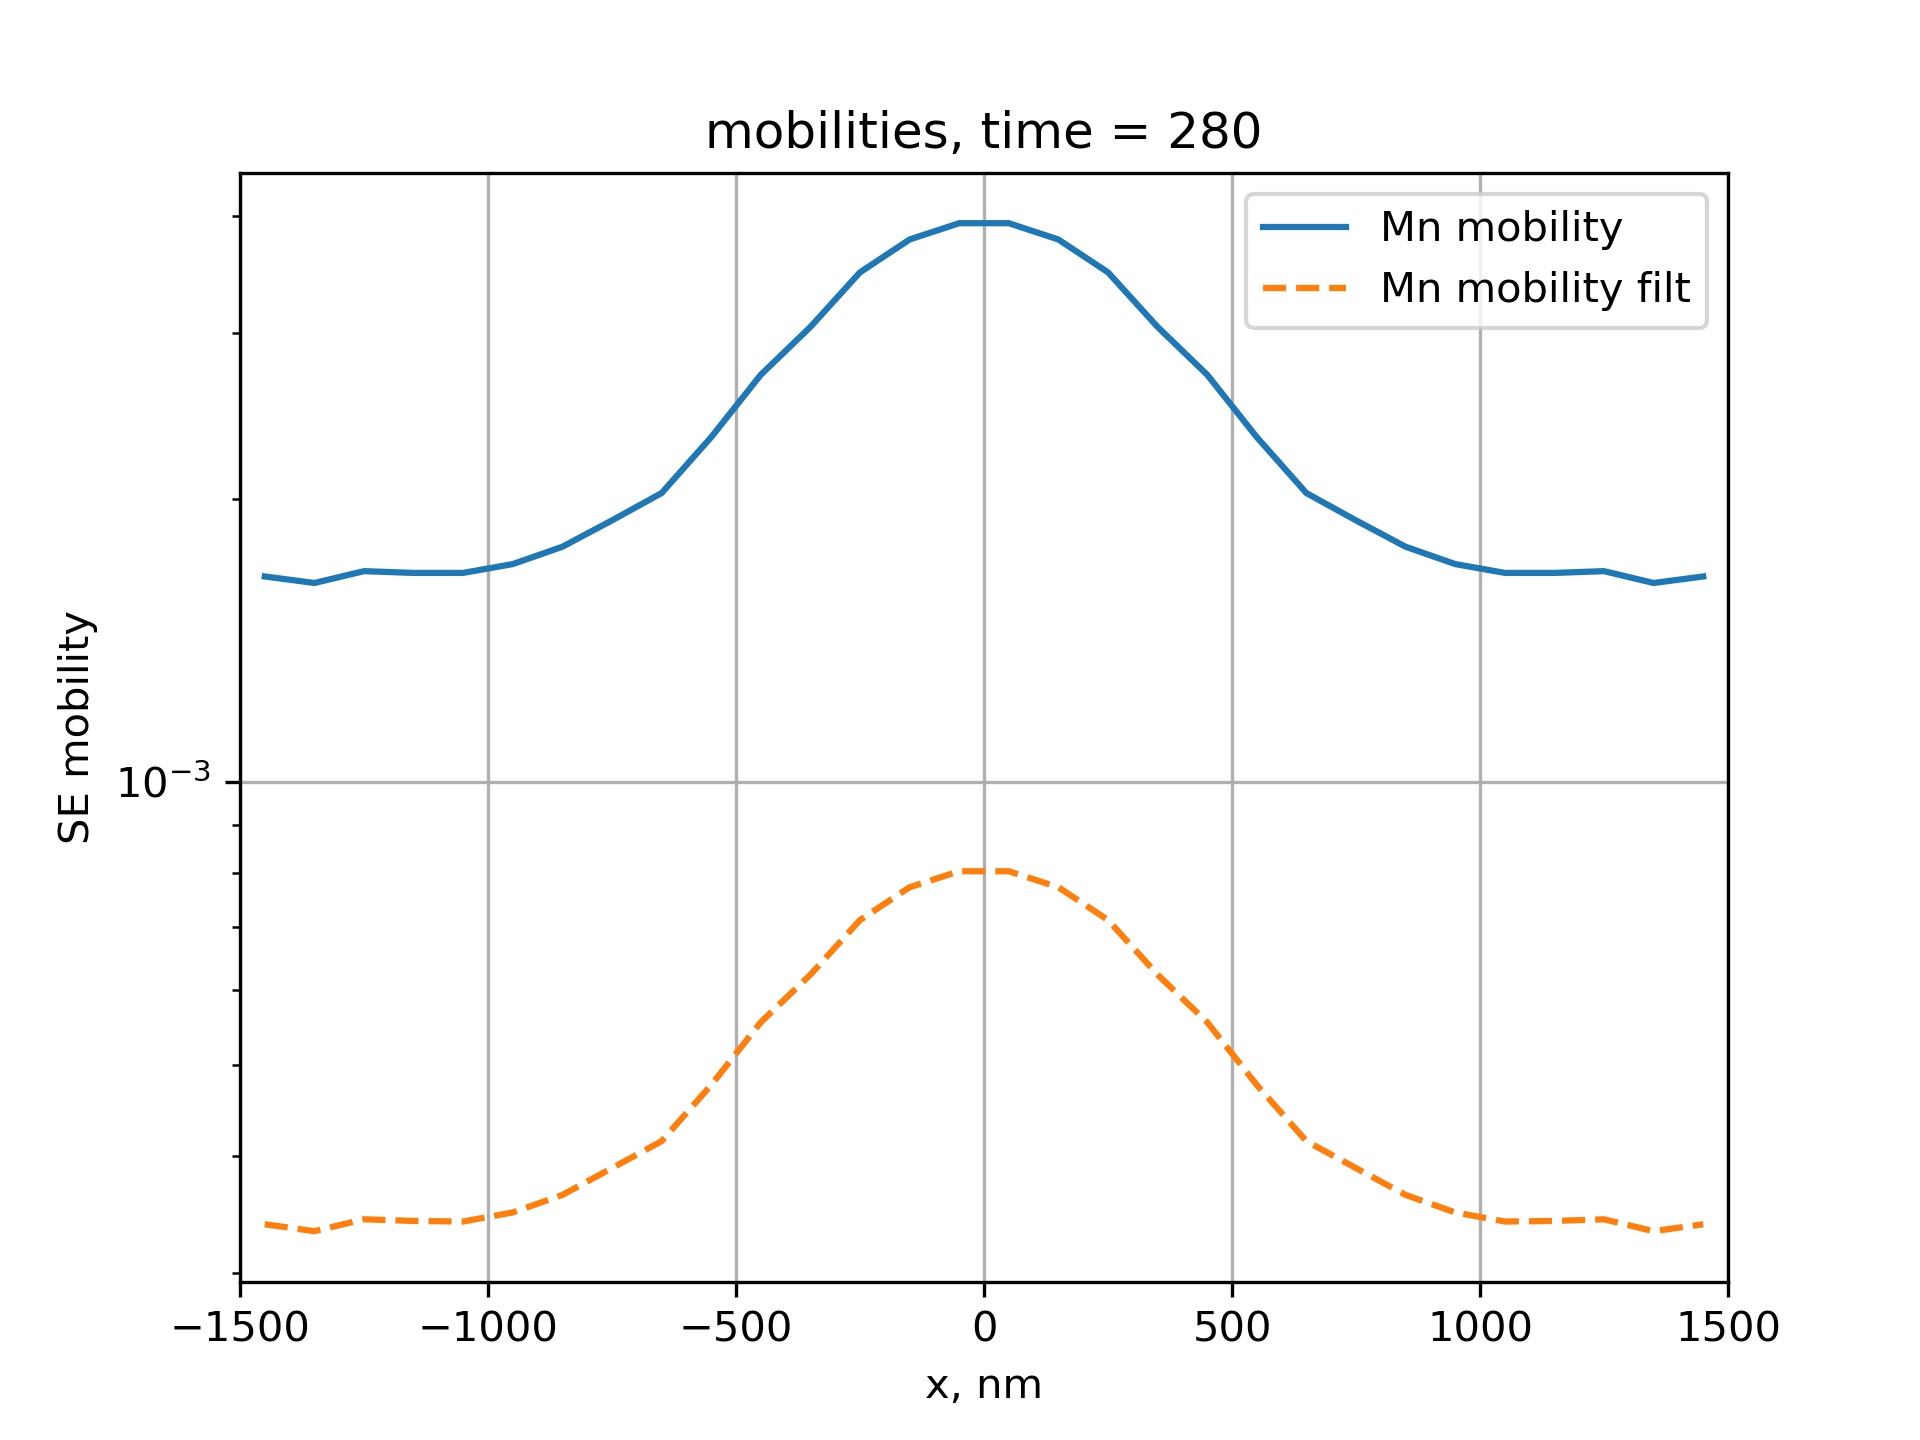 mobilities, time = 280
Mn mobility
Mn mobility filt
SE mobility
10⁻³
−1500 −1000 −500 0 500 1000 1500
x, nm